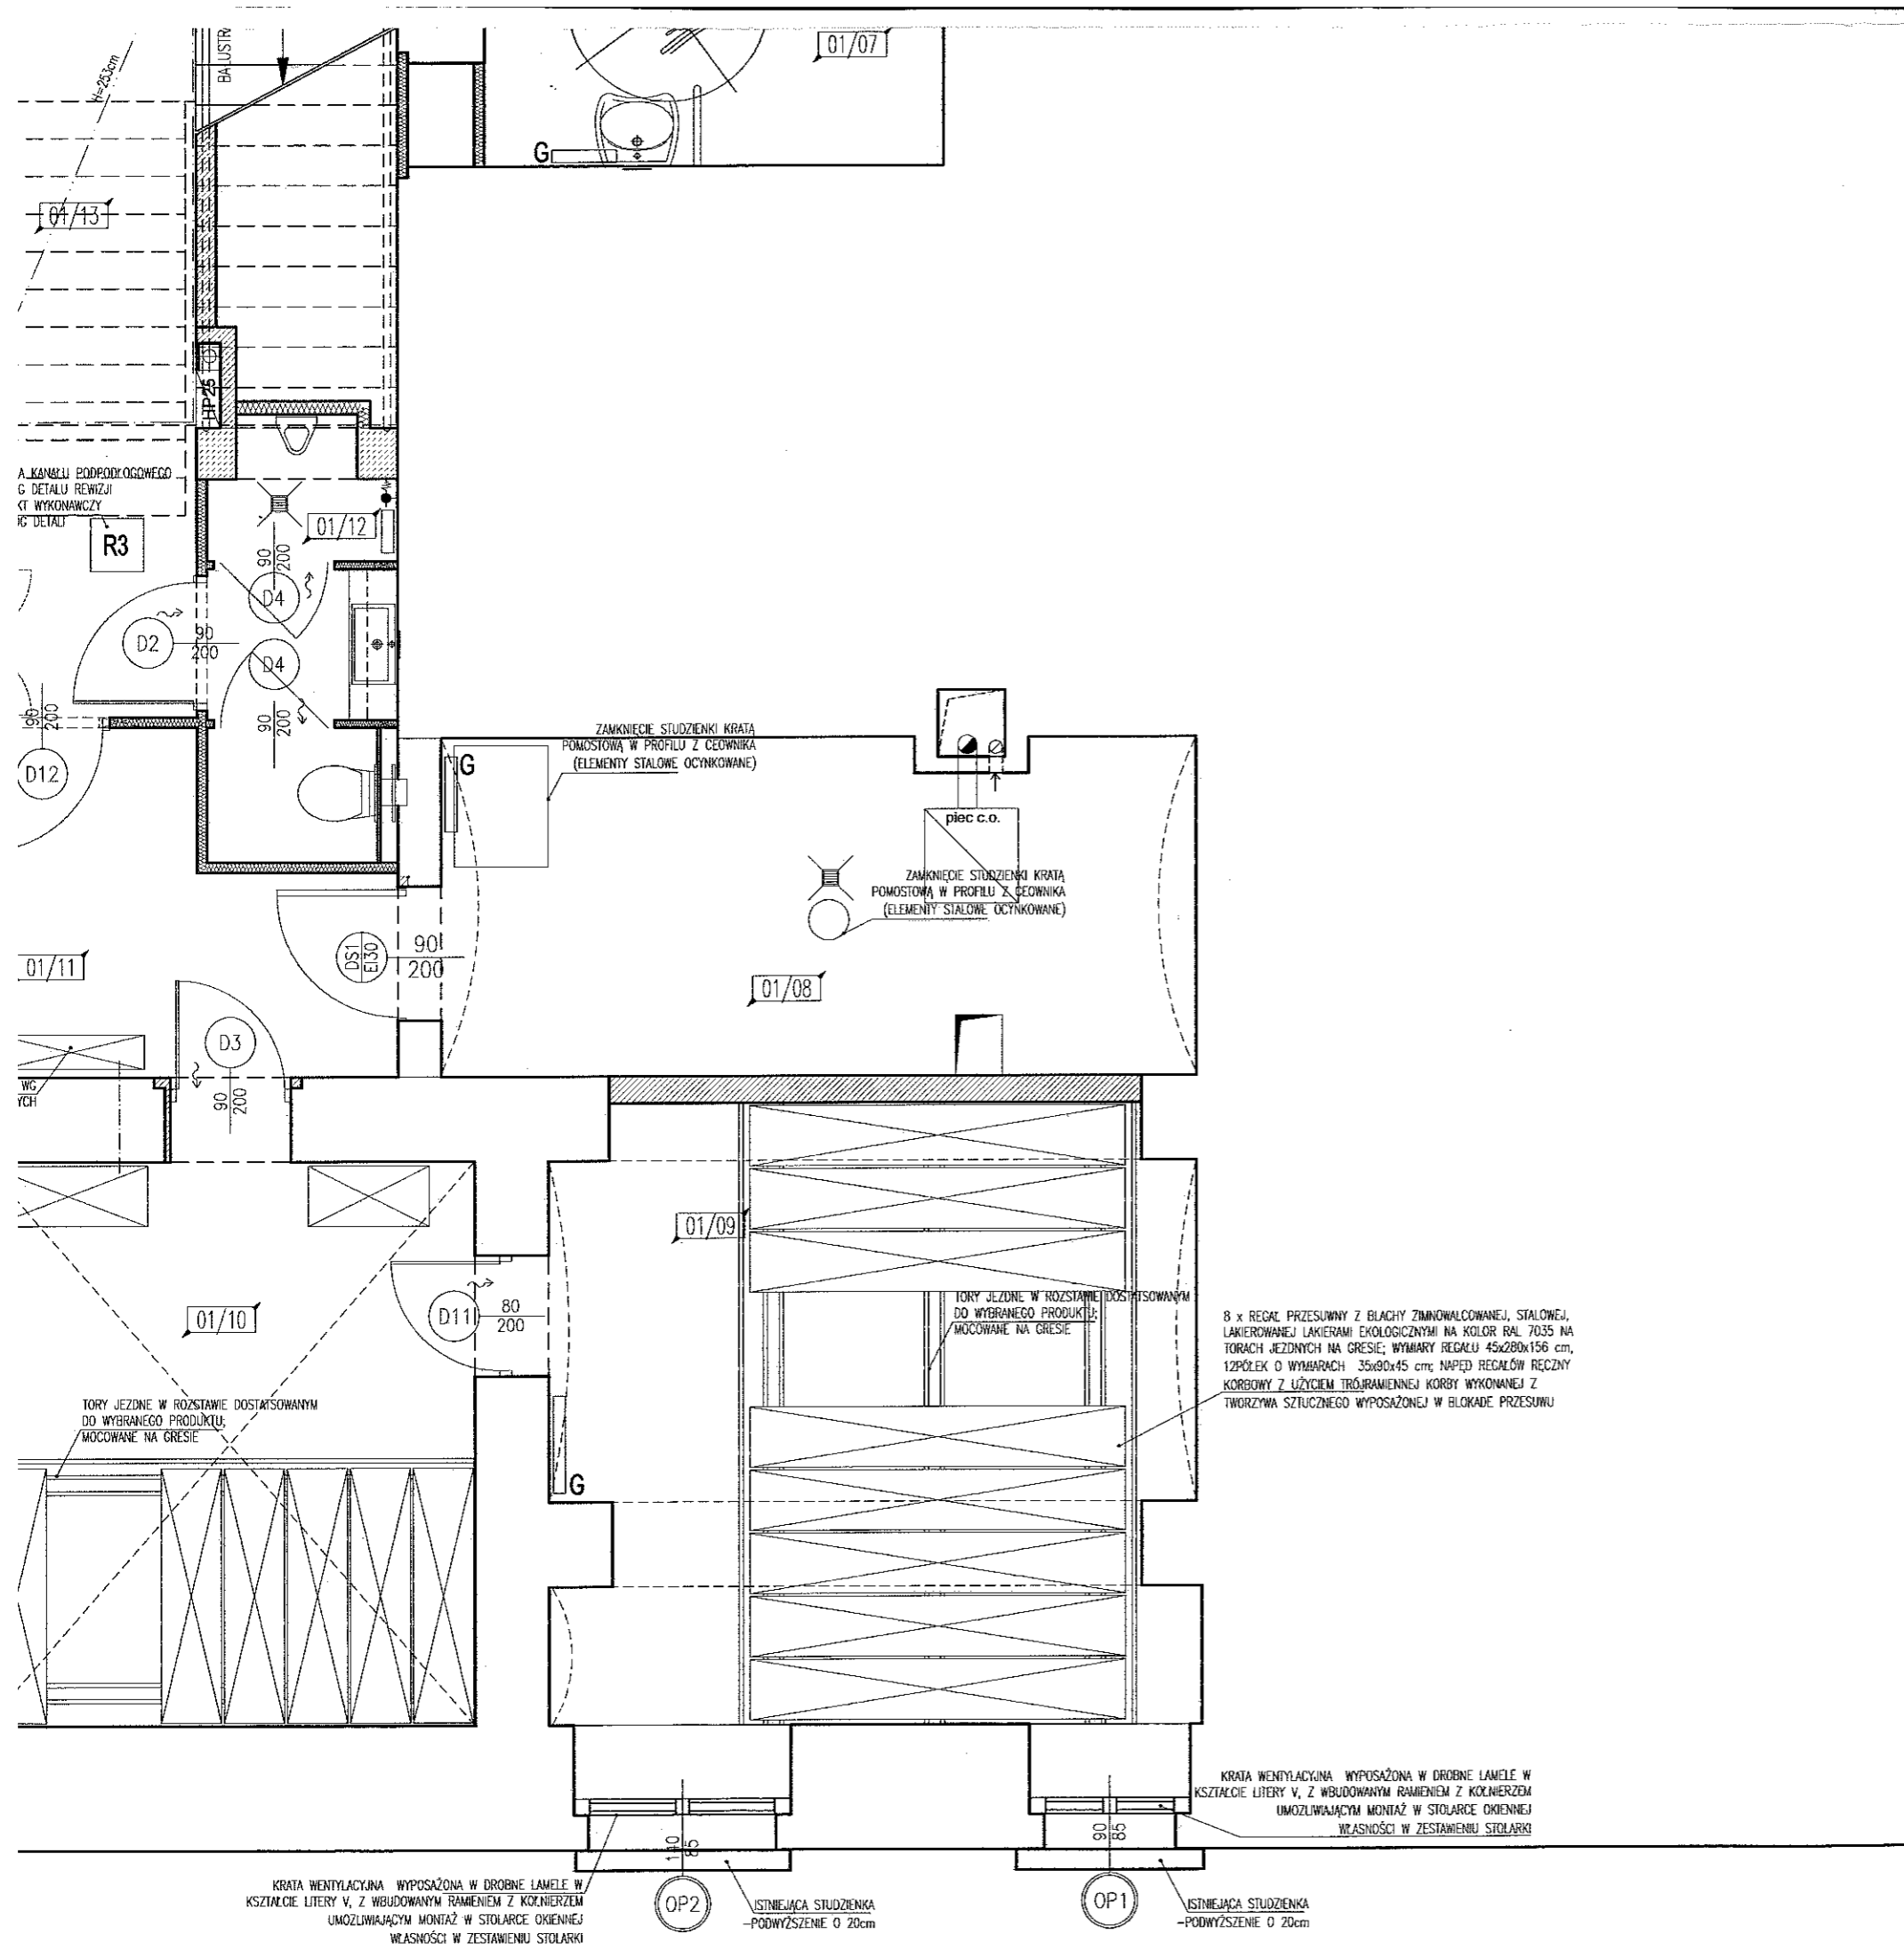 H=253cm
BALUSTR
01/07
G
01/13
HP25
A KANAŁU PODPODŁOGOWEGO
G DETALU REWIZJI
KT WYKONAWCZY
UG DETALI
R3
01/12
90
200
D4
D2
90
200
D4
90
200
90
200
D12
ZAMKNIĘCIE STUDZIENKI KRATĄ
POMOSTOWĄ W PROFILU Z CEOWNIKA
(ELEMENTY STALOWE OCYNKOWANE)
G
piec c.o.
ZAMKNIĘCIE STUDZIENKI KRATĄ
POMOSTOWĄ W PROFILU Z CEOWNIKA
(ELEMENTY STALOWE OCYNKOWANE)
DS1
EI30
90
200
01/11
01/08
D3
90
200
WG
YCH
01/09
01/10
D11
80
200
TORY JEZDNE W ROZSTAWIE DOSTATSOWANYM
DO WYBRANEGO PRODUKTU;
MOCOWANE NA GRESIE
8 x REGAŁ PRZESUWNY Z BLACHY ZIMNOWALCOWANEJ, STALOWEJ,
LAKIEROWANEJ LAKIERAMI EKOLOGICZNYMI NA KOLOR RAL 7035 NA
TORACH JEZDNYCH NA GRESIE; WYMIARY REGAŁU 45x280x156 cm,
12PÓŁEK O WYMIARACH 35x90x45 cm; NAPĘD REGAŁÓW RĘCZNY
KORBOWY Z UŻYCIEM TRÓJRAMIENNEJ KORBY WYKONANEJ Z
TWORZYWA SZTUCZNEGO WYPOSAŻONEJ W BLOKADE PRZESUWU
TORY JEZDNE W ROZSTAWIE DOSTATSOWANYM
DO WYBRANEGO PRODUKTU;
MOCOWANE NA GRESIE
G
KRATA WENTYLACYJNA WYPOSAŻONA W DROBNE LAMELE W
KSZTAŁCIE LITERY V, Z WBUDOWANYM RAMIENIEM Z KOŁNIERZEM
UMOZLIWIAJĄCYM MONTAŻ W STOLARCE OKIENNEJ
WŁASNOŚCI W ZESTAWIENIU STOLARKI
140
85
90
85
KRATA WENTYLACYJNA WYPOSAŻONA W DROBNE LAMELE W
KSZTAŁCIE LITERY V, Z WBUDOWANYM RAMIENIEM Z KOŁNIERZEM
UMOZLIWIAJĄCYM MONTAŻ W STOLARCE OKIENNEJ
WŁASNOŚCI W ZESTAWIENIU STOLARKI
OP2
ISTNIEJĄCA STUDZIENKA
-PODWYŻSZENIE O 20cm
OP1
ISTNIEJĄCA STUDZIENKA
-PODWYŻSZENIE O 20cm